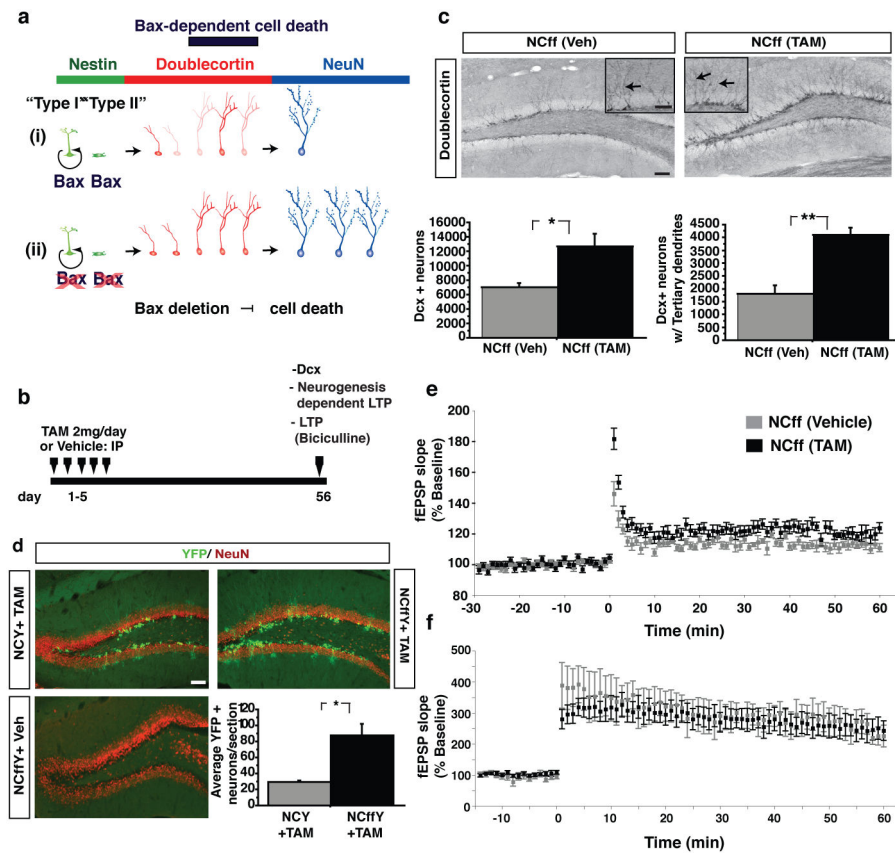 a
Bax-dependent cell death
Nestin
Doublecortin
NeuN
"Type I" "Type II"
(i)
Bax Bax
(ii)
Bax Bax
Bax deletion ⊣ cell death
b
TAM 2mg/day
or Vehicle: IP
-Dcx
- Neurogenesis
dependent LTP
- LTP
(Biciculline)
day
1-5
56
c
NCff (Veh)
NCff (TAM)
Doublecortin
Dcx + neurons
16000
14000
12000
10000
8000
6000
4000
2000
0
*
NCff (Veh)
NCff (TAM)
Dcx+ neurons
w/ Tertiary dendrites
4500
4000
3500
3000
2500
2000
1500
1000
500
0
**
NCff (Veh)
NCff (TAM)
d
YFP/ NeuN
NCY+ TAM
NCffY+ TAM
NCffY+ Veh
Average YFP +
neurons/section
100
90
80
70
60
50
40
30
20
10
0
*
NCY
+TAM
NCffY
+TAM
e
NCff (Vehicle)
NCff (TAM)
fEPSP slope
(% Baseline)
200
180
160
140
120
100
80
-30
-20
-10
0
10
20
30
40
50
60
Time (min)
f
fEPSP slope
(% Baseline)
500
400
300
200
100
0
-10
0
10
20
30
40
50
60
Time (min)